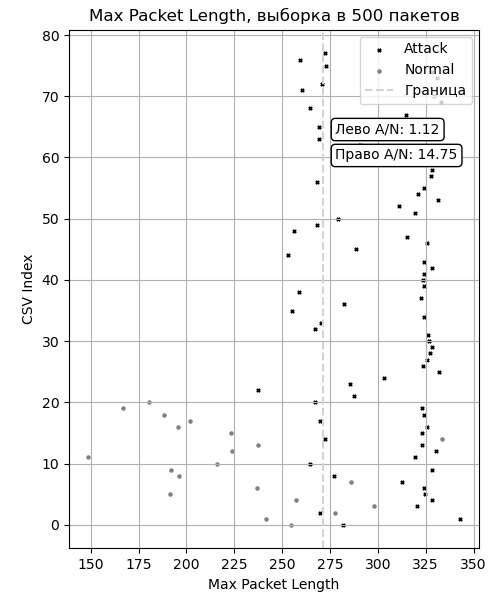 Max Packet Length, выборка в 500 пакетов
80
70
60
50
40
30
20
10
0
CSV Index
Attack
Normal
Граница
Лево A/N: 1.12
Право A/N: 14.75
150
175
200
225
250
275
300
325
350
Max Packet Length